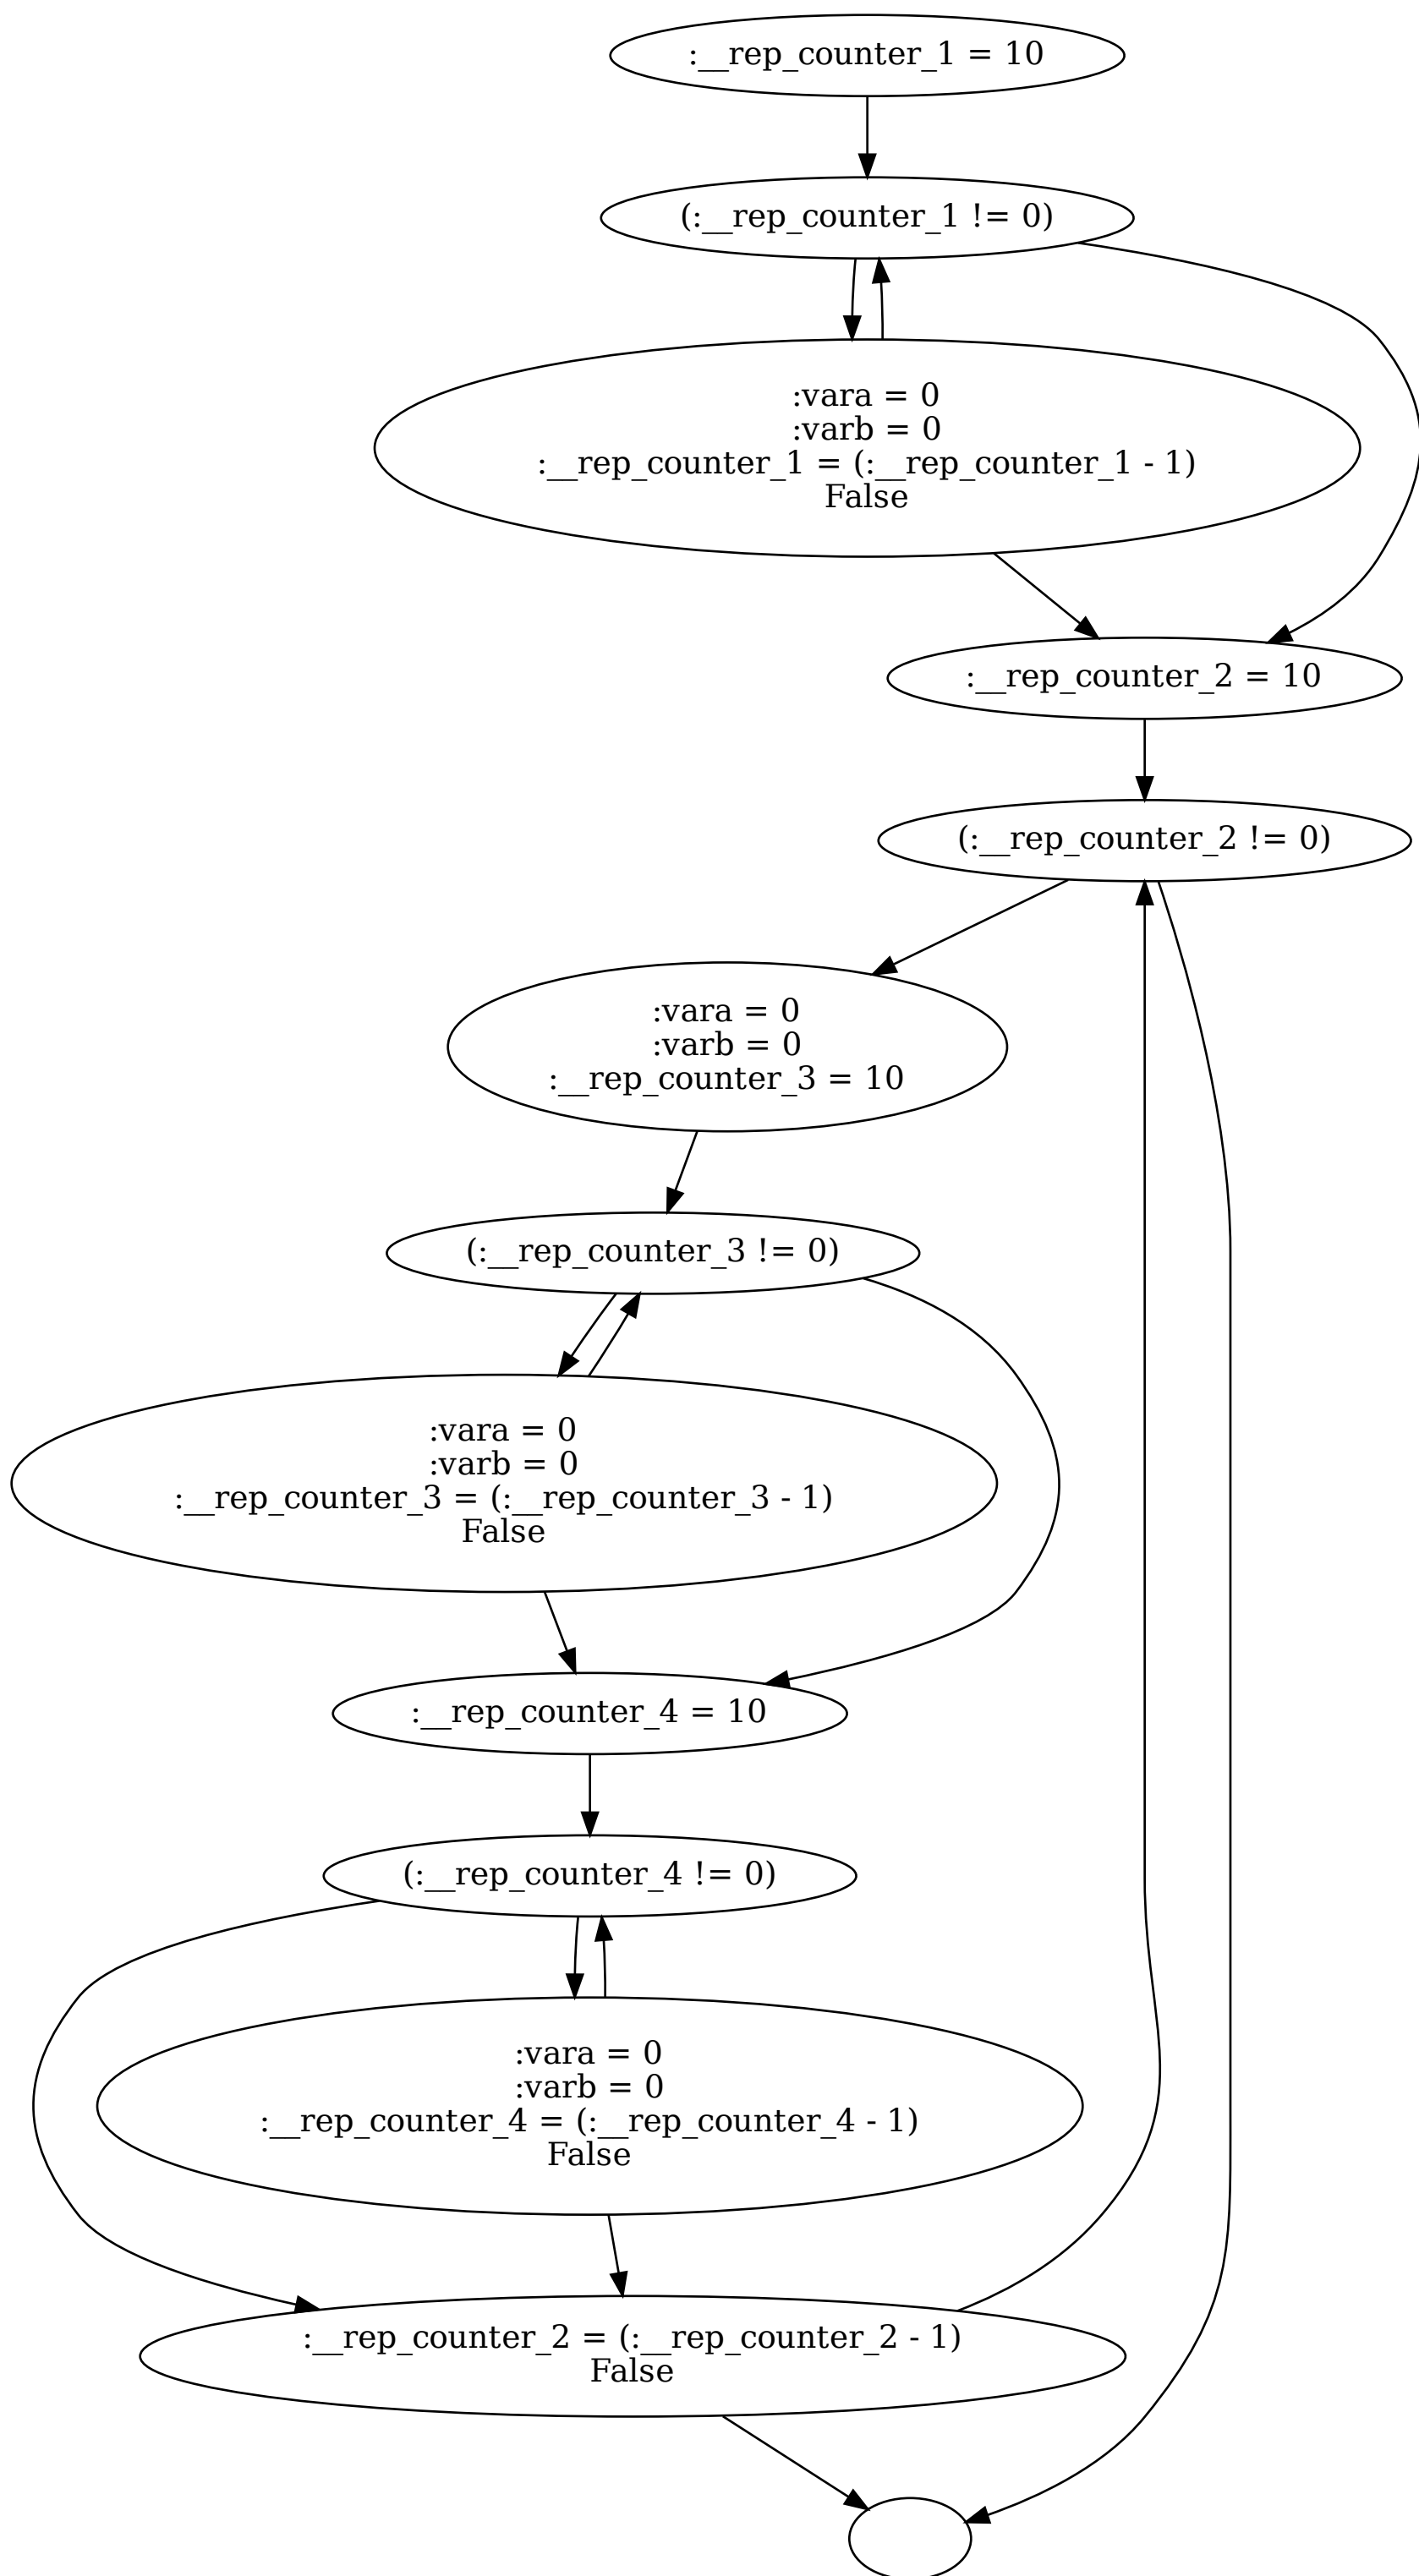 :__rep_counter_1 = 10
(:__rep_counter_1 != 0)
:vara = 0
:varb = 0
:__rep_counter_1 = (:__rep_counter_1 - 1)
False
:__rep_counter_2 = 10
(:__rep_counter_2 != 0)
:vara = 0
:varb = 0
:__rep_counter_3 = 10
(:__rep_counter_3 != 0)
:vara = 0
:varb = 0
:__rep_counter_3 = (:__rep_counter_3 - 1)
False
:__rep_counter_4 = 10
(:__rep_counter_4 != 0)
:vara = 0
:varb = 0
:__rep_counter_4 = (:__rep_counter_4 - 1)
False
:__rep_counter_2 = (:__rep_counter_2 - 1)
False